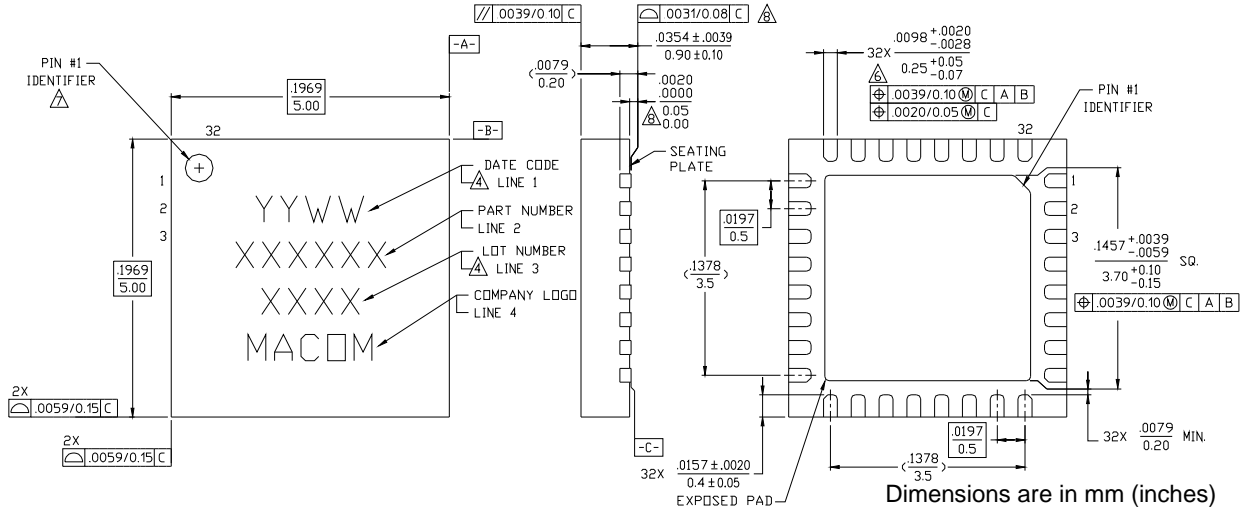 // .0039/0.10 C
⌓ .0031/0.08 C 8
-A-
PIN #1
IDENTIFIER
7
.1969
5.00
32
-B-
1
2
3
DATE CODE
4 LINE 1
YYWW
PART NUMBER
LINE 2
XXXXXX
LOT NUMBER
4 LINE 3
XXXX
COMPANY LOGO
LINE 4
MACOM
.1969
5.00
2X
⌓ .0059/0.15 C
2X
⌓ .0059/0.15 C
.0354±.0039
0.90±0.10
(.0079
0.20)
.0020
.0000
8 0.05
0.00
SEATING
PLATE
-C-
32X .0098 +.0020
-.0028
6 0.25 +0.05
-0.07
⌖ .0039/0.10 Ⓜ C A B
⌖ .0020/0.05 Ⓜ C
PIN #1
IDENTIFIER
32
1
2
3
.0197
0.5
(.1378
3.5)
.1457 +.0039
-.0059 SQ.
3.70 +0.10
-0.15
⌖ .0039/0.10 Ⓜ C A B
32X .0157±.0020
0.4±0.05
EXPOSED PAD
.0197
0.5
(.1378
3.5)
32X .0079 MIN.
0.20
Dimensions are in mm (inches)